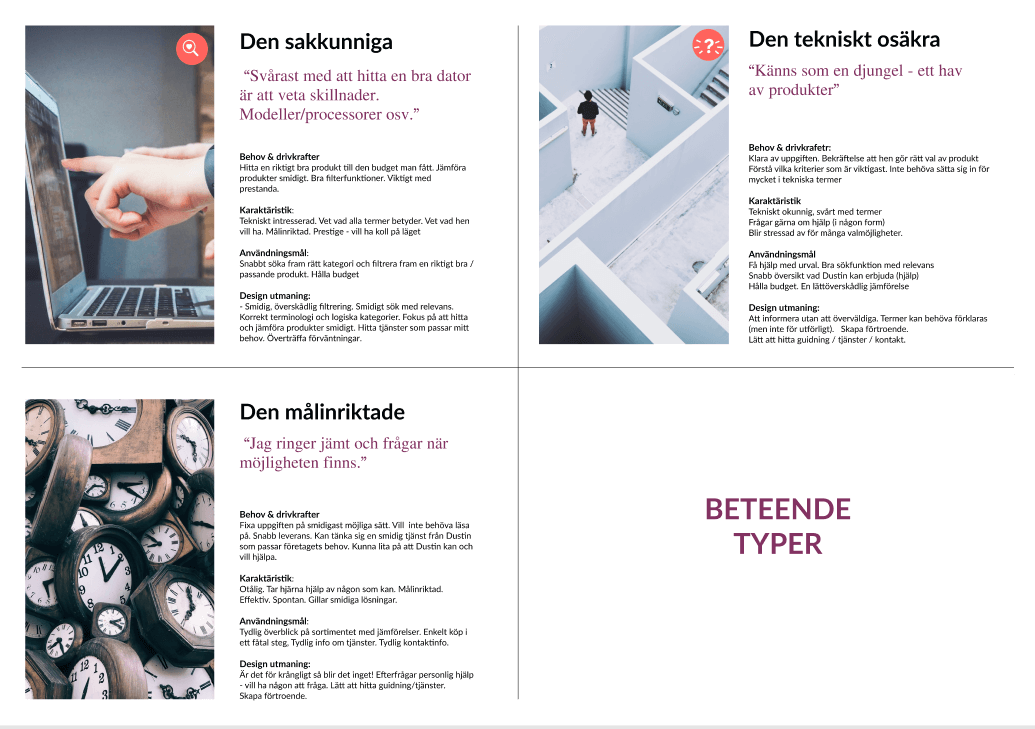 Den sakkunniga
“Svårast med att hitta en bra dator
är att veta skillnader.
Modeller/processorer osv.”
Behov & drivkrafter
Hitta en riktigt bra produkt till den budget man fått. Jämföra
produkter smidigt. Bra filterfunktioner. Viktigt med
prestanda.
Karaktäristik:
Tekniskt intresserad. Vet vad alla termer betyder. Vet vad hen
vill ha. Målinriktad. Prestige - vill ha koll på läget
Användningsmål:
Snabbt söka fram rätt kategori och filtrera fram en riktigt bra /
passande produkt. Hålla budget
Design utmaning:
- Smidig, överskådlig filtrering. Smidigt sök med relevans.
Korrekt terminologi och logiska kategorier. Fokus på att hitta
och jämföra produkter smidigt. Hitta tjänster som passar mitt
behov. Överträffa förväntningar.
?
Den tekniskt osäkra
“Känns som en djungel - ett hav
av produkter”
Behov & drivkrafetr:
Klara av uppgiften. Bekräftelse att hen gör rätt val av produkt
Förstå vilka kriterier som är viktigast. Inte behöva sätta sig in för
mycket i tekniska termer
Karaktäristik
Tekniskt okunnig, svårt med termer
Frågar gärna om hjälp (i någon form)
Blir stressad av för många valmöjligheter.
Användningsmål
Få hjälp med urval. Bra sökfunktion med relevans
Snabb översikt vad Dustin kan erbjuda (hjälp)
Hålla budget. En lättöverskådlig jämförelse
Design utmaning:
Att informera utan att överväldiga. Termer kan behöva förklaras
(men inte för utförligt). Skapa förtroende.
Lätt att hitta guidning / tjänster / kontakt.
Den målinriktade
“Jag ringer jämt och frågar när
möjligheten finns.”
Behov & drivkrafter
Fixa uppgiften på smidigast möjliga sätt. Vill inte behöva läsa
på. Snabb leverans. Kan tänka sig en smidig tjänst från Dustin
som passar företagets behov. Kunna lita på att Dustin kan och
vill hjälpa.
Karaktäristik:
Otålig. Tar hjärna hjälp av någon som kan. Målinriktad.
Effektiv. Spontan. Gillar smidiga lösningar.
Användningsmål:
Tydlig överblick på sortimentet med jämförelser. Enkelt köp i
ett fåtal steg, Tydlig info om tjänster. Tydlig kontaktinfo.
Design utmaning:
Är det för krångligt så blir det inget! Efterfrågar personlig hjälp
- vill ha någon att fråga. Lätt att hitta guidning/tjänster.
Skapa förtroende.
BETEENDE
TYPER